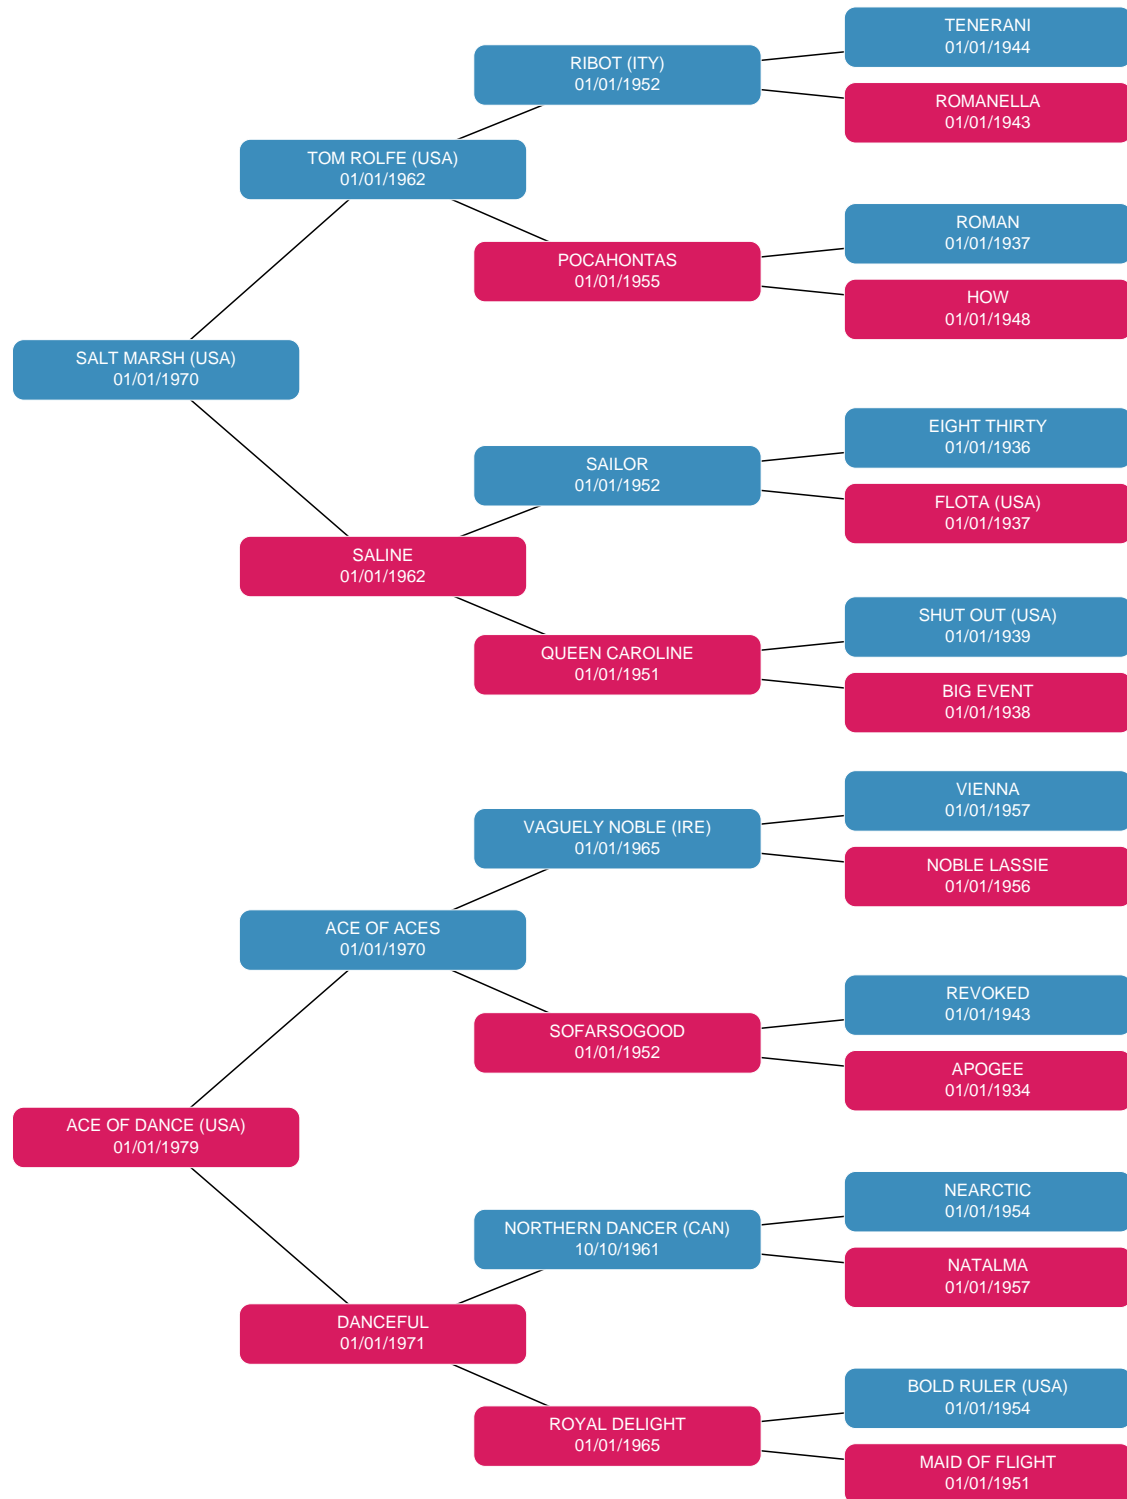 TENERANI
01/01/1944
RIBOT (ITY)
01/01/1952
ROMANELLA
01/01/1943
TOM ROLFE (USA)
01/01/1962
ROMAN
01/01/1937
POCAHONTAS
01/01/1955
HOW
01/01/1948
SALT MARSH (USA)
01/01/1970
EIGHT THIRTY
01/01/1936
SAILOR
01/01/1952
FLOTA (USA)
01/01/1937
SALINE
01/01/1962
SHUT OUT (USA)
01/01/1939
QUEEN CAROLINE
01/01/1951
BIG EVENT
01/01/1938
VIENNA
01/01/1957
VAGUELY NOBLE (IRE)
01/01/1965
NOBLE LASSIE
01/01/1956
ACE OF ACES
01/01/1970
REVOKED
01/01/1943
SOFARSOGOOD
01/01/1952
APOGEE
01/01/1934
ACE OF DANCE (USA)
01/01/1979
NEARCTIC
01/01/1954
NORTHERN DANCER (CAN)
10/10/1961
NATALMA
01/01/1957
DANCEFUL
01/01/1971
BOLD RULER (USA)
01/01/1954
ROYAL DELIGHT
01/01/1965
MAID OF FLIGHT
01/01/1951